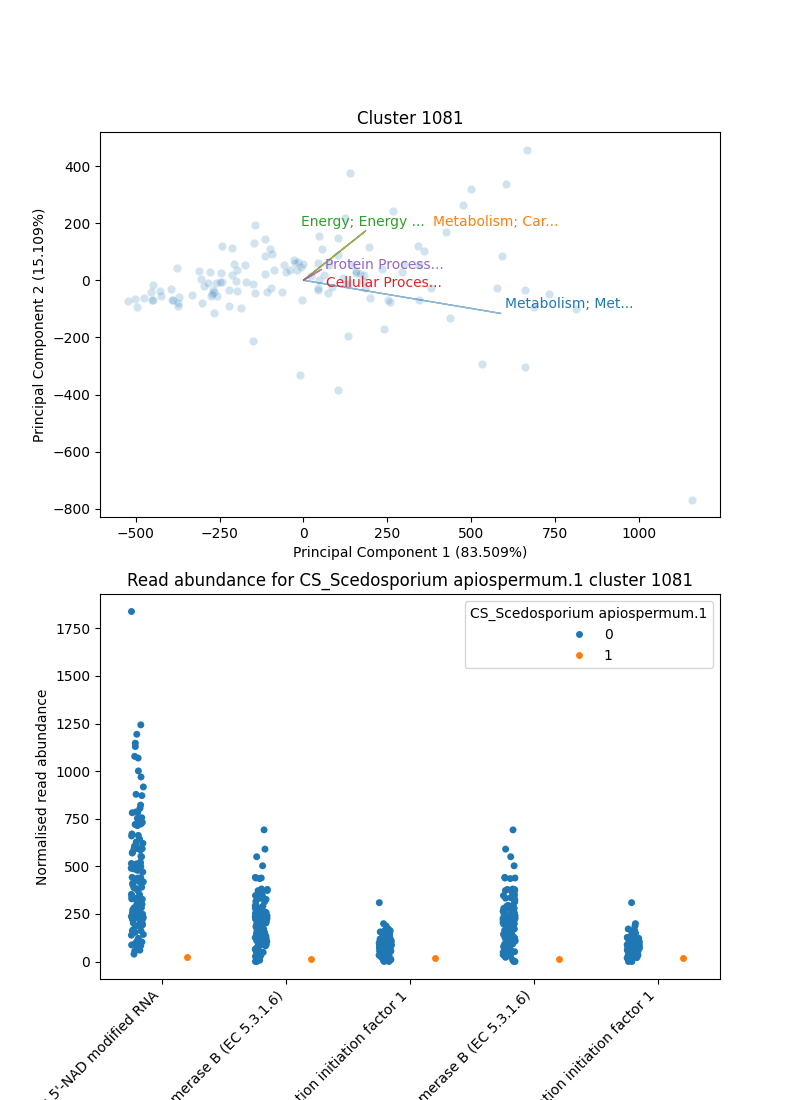 Cluster 1081
400
200
0
−200
−400
−600
−800
Principal Component 2 (15.109%)
Energy; Energy ...
Metabolism; Car...
Protein Process...
Cellular Proces...
Metabolism; Met...
−500
−250
0
250
500
750
1000
Principal Component 1 (83.509%)
Read abundance for CS_Scedosporium apiospermum.1 cluster 1081
1750
1500
1250
1000
750
500
250
0
Normalised read abundance
CS_Scedosporium apiospermum.1
0
1
5'-NAD modified RNA
merase B (EC 5.3.1.6)
tion initiation factor 1
merase B (EC 5.3.1.6)
tion initiation factor 1